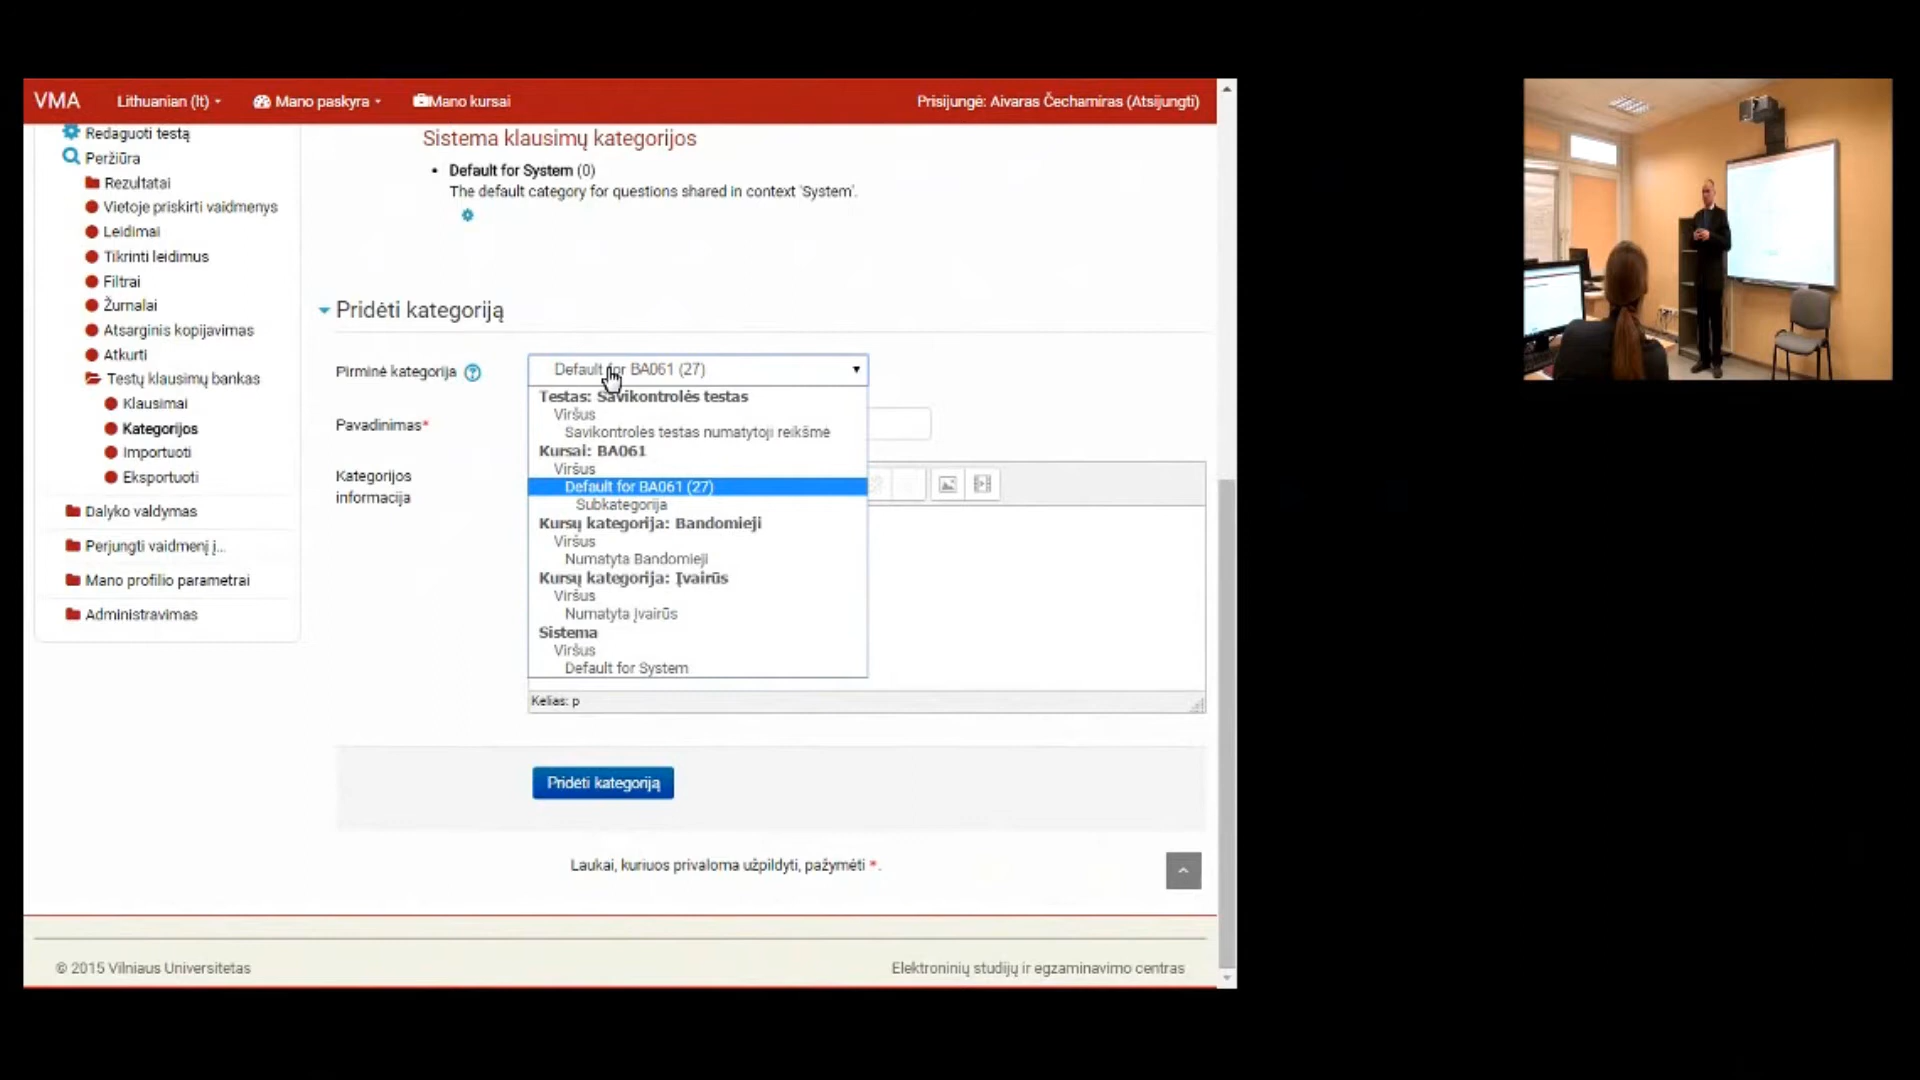 VMA Lithuanian (lt) Mano paskyra Mano kursai Prisijungė: Aivaras Čechamiras (Atsijungti)
Redaguoti testą
Peržiūra
Rezultatai
Vietoje priskirti vaidmenys
Leidimai
Tikrinti leidimus
Filtrai
Žurnalai
Atsarginis kopijavimas
Atkurti
Testų klausimų bankas
Klausimai
Kategorijos
Importuoti
Eksportuoti
Dalyko valdymas
Perjungti vaidmenį į...
Mano profilio parametrai
Administravimas
Sistema klausimų kategorijos
Default for System (0)
The default category for questions shared in context 'System'.
Pridėti kategoriją
Pirminė kategorija
Default for BA061 (27)
Testas: Savikontrolės testas
Viršus
Savikontrolės testas numatytoji reikšmė
Kursai: BA061
Viršus
Default for BA061 (27)
Subkategorija
Kursų kategorija: Bandomieji
Viršus
Numatyta Bandomieji
Kursų kategorija: Įvairūs
Viršus
Numatyta Įvairūs
Sistema
Viršus
Default for System
Pavadinimas*
Kategorijos
informacija
Kelias: p
Pridėti kategoriją
Laukai, kuriuos privaloma užpildyti, pažymėti *.
© 2015 Vilniaus Universitetas
Elektroninių studijų ir egzaminavimo centras